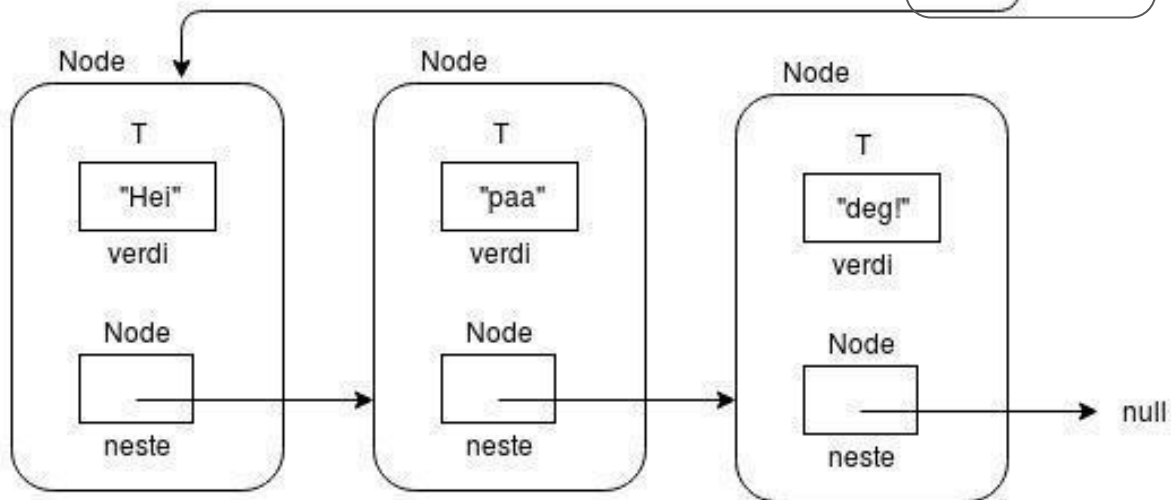 Node
T
"Hei"
verdi
Node
neste
Node
T
"paa"
verdi
Node
neste
Node
T
"deg!"
verdi
Node
neste
null